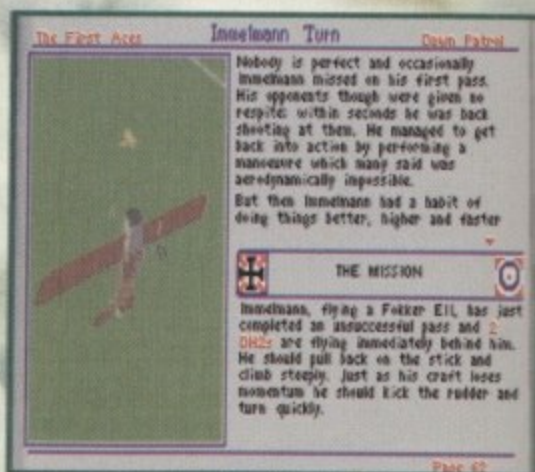 The First Aces
Immelmann Turn
Dawn Patrol
Nobody is perfect and occasionally
Immelmann missed on his first pass.
His opponents though were given no
respite; within seconds he was back
shooting at them. He managed to get
back into action by performing a
manoeuvre which many said was
aerodynamically impossible.
But then Immelmann had a habit of
doing things better, higher and faster
THE MISSION
Immelmann, flying a Fokker EII, has just
completed an unsuccessful pass and 2
DH2s are flying immediately behind him.
He should pull back on the stick and
climb steeply. Just as his craft loses
momentum he should kick the rudder and
turn quickly.
Page 62